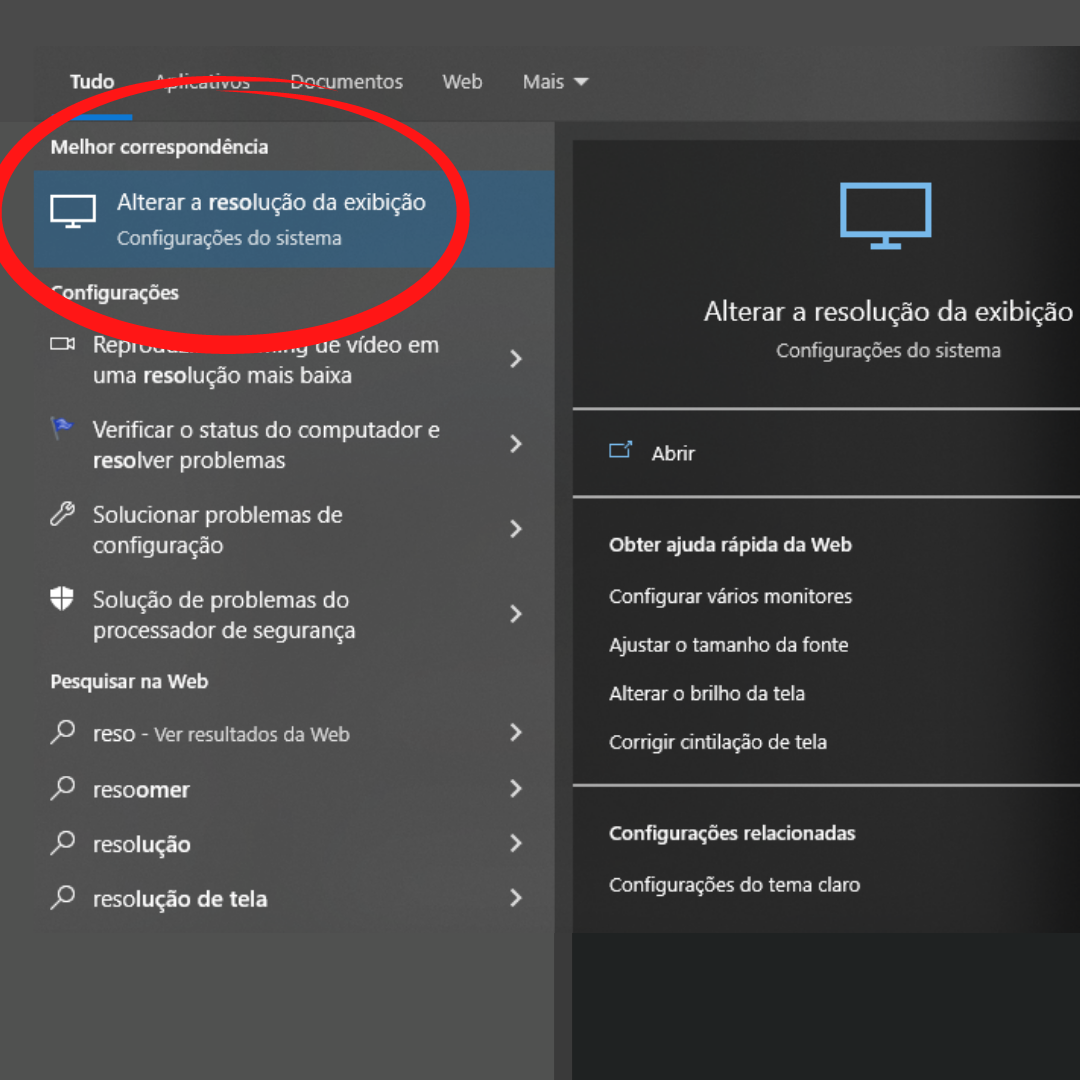 Tudo Aplicativos Documentos Web Mais
Melhor correspondência
Alterar a resolução da exibição
Configurações do sistema
Configurações
de vídeo em
uma resolução mais baixa
Verificar o status do computador e
resolver problemas
Solucionar problemas de
configuração
Solução de problemas do
processador de segurança
Pesquisar na Web
reso - Ver resultados da Web
resoomer
resolução
resolução de tela
Alterar a resolução da exibição
Configurações do sistema
Abrir
Obter ajuda rápida da Web
Configurar vários monitores
Ajustar o tamanho da fonte
Alterar o brilho da tela
Corrigir cintilação de tela
Configurações relacionadas
Configurações do tema claro